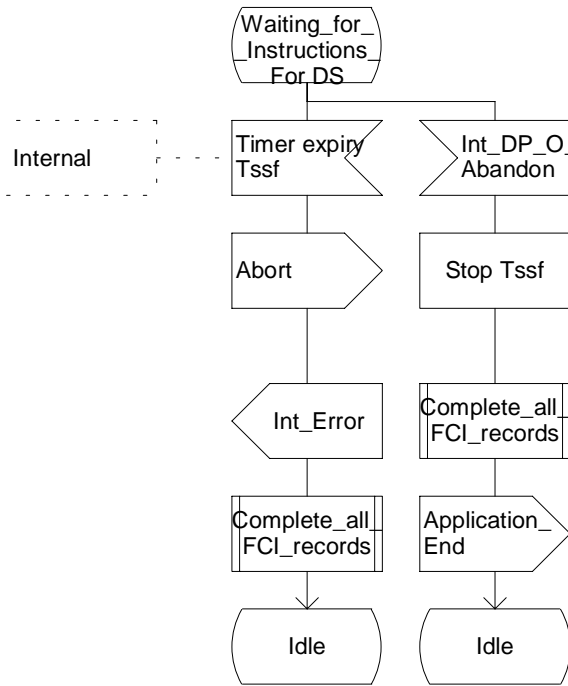 Waiting_for_
_Instructions_
For DS
Internal
Timer expiry
Tssf
Int_DP_O_
Abandon
Abort
Stop Tssf
Int_Error
Complete_all_
FCI_records
Complete_all_
FCI_records
Application_
End
Idle
Idle